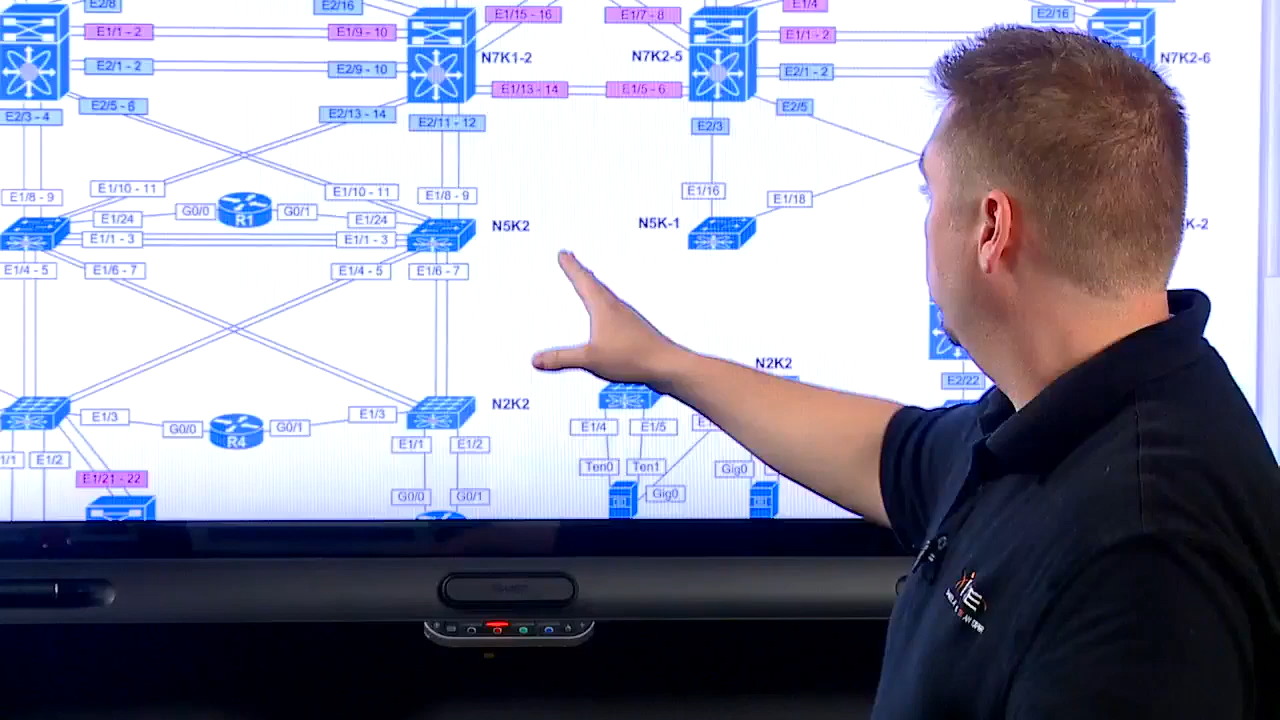 E2/8
E2/16
E1/15 - 16
E1/7 - 8
E1/4
E2/16
E1/1 - 2
E1/9 - 10
E1/1 - 2
N7K1-2
N7K2-5
N7K2-6
E2/1 - 2
E2/9 - 10
E2/1 - 2
E1/13 - 14
E1/5 - 6
E2/5 - 6
E2/13 - 14
E2/5
E2/3 - 4
E2/11 - 12
E2/3
E1/8 - 9
E1/10 - 11
E1/10 - 11
E1/8 - 9
E1/16
E1/18
E1/24
G0/0
R1
G0/1
E1/24
N5K2
N5K-1
K-2
E1/1 - 3
E1/1 - 3
E1/4 - 5
E1/6 - 7
E1/4 - 5
E1/6 - 7
N2K2
E2/22
E1/3
G0/0
R4
G0/1
E1/3
N2K2
E1/4
E1/5
/1
E1/2
E1/1
E1/2
Ten0
Ten1
Gig0
E1/21 - 22
G0/0
G0/1
Gig0